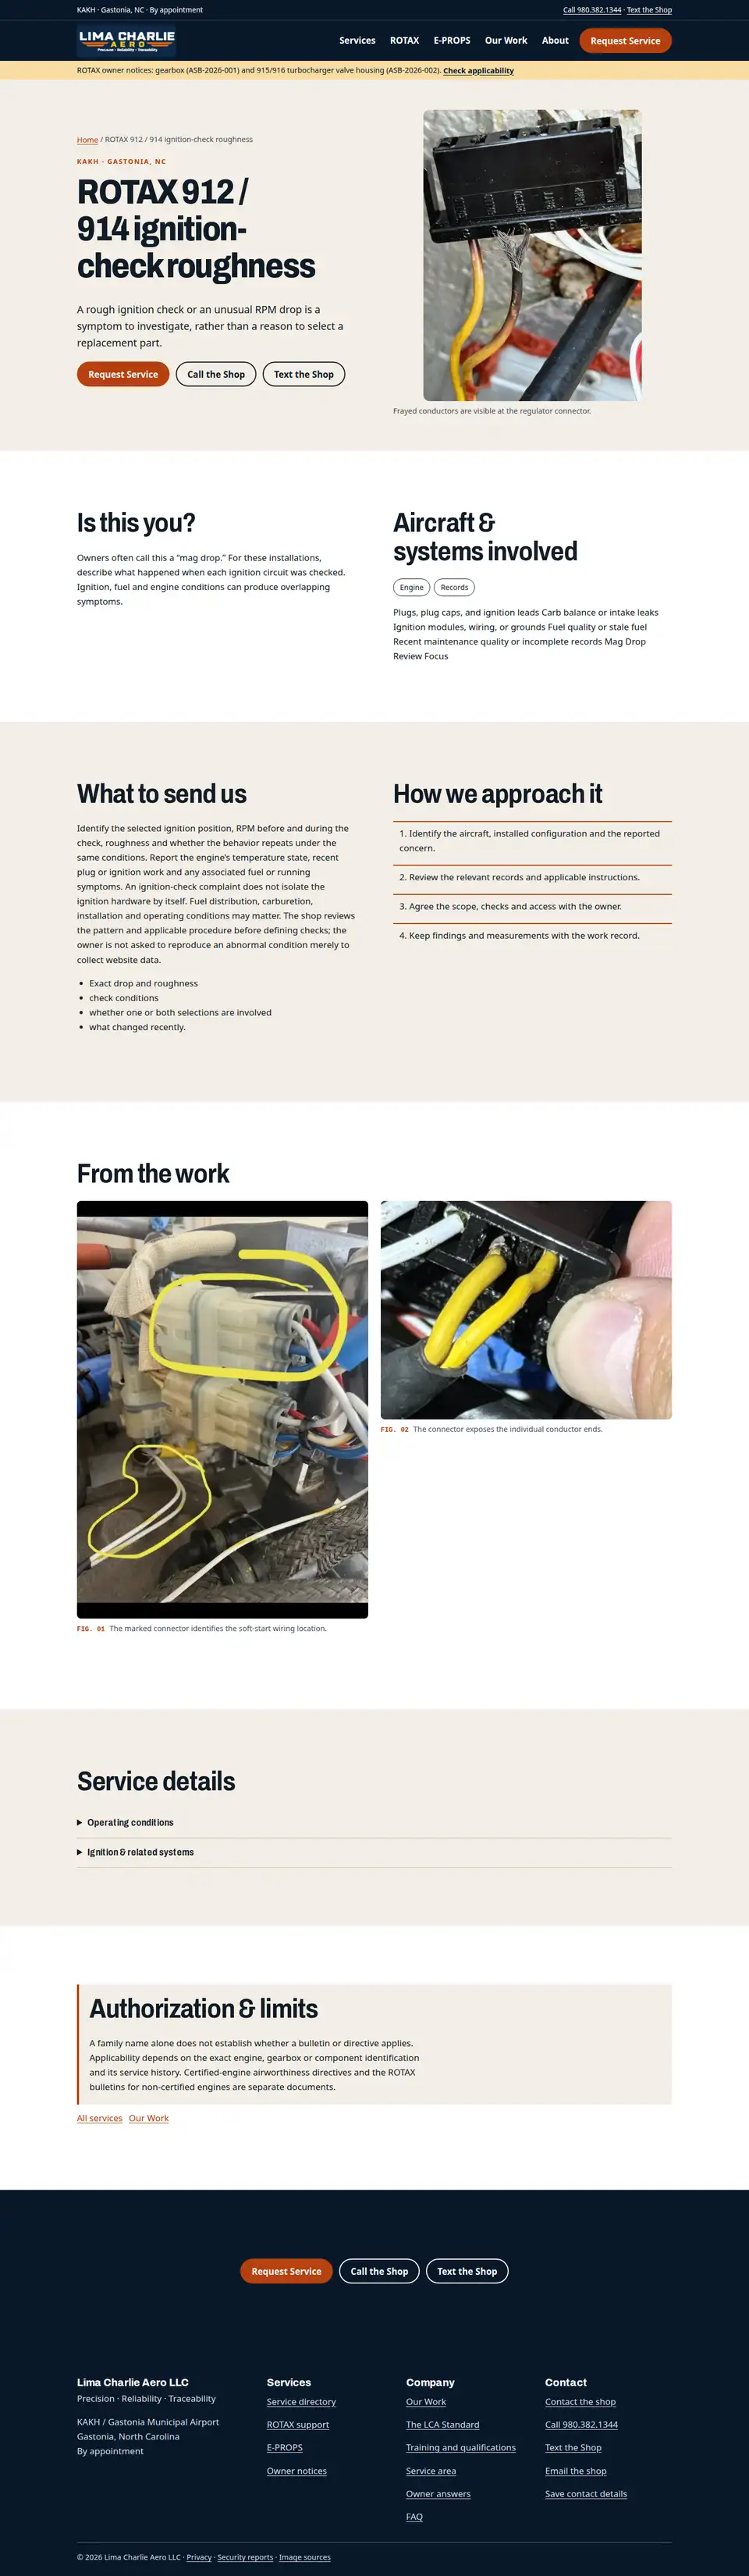 KAKH · Gastonia, NC · By appointment
Call 980.382.1344 · Text the Shop
LIMA CHARLIE
AERO
Precision · Reliability · Traceability
Services
ROTAX
E-PROPS
Our Work
About
Request Service
ROTAX owner notices: gearbox (ASB-2026-001) and 915/916 turbocharger valve housing (ASB-2026-002). Check applicability
Home / ROTAX 912 / 914 ignition-check roughness
KAKH · GASTONIA, NC
ROTAX 912 /
914 ignition-
check roughness
A rough ignition check or an unusual RPM drop is a
symptom to investigate, rather than a reason to select a
replacement part.
Request Service
Call the Shop
Text the Shop
Frayed conductors are visible at the regulator connector.
Is this you?
Owners often call this a “mag drop.” For these installations,
describe what happened when each ignition circuit was checked.
Ignition, fuel and engine conditions can produce overlapping
symptoms.
Aircraft &
systems involved
Engine
Records
Plugs, plug caps, and ignition leads Carb balance or intake leaks
Ignition modules, wiring, or grounds Fuel quality or stale fuel
Recent maintenance quality or incomplete records Mag Drop
Review Focus
What to send us
Identify the selected ignition position, RPM before and during the
check, roughness and whether the behavior repeats under the
same conditions. Report the engine’s temperature state, recent
plug or ignition work and any associated fuel or running
symptoms. An ignition-check complaint does not isolate the
ignition hardware by itself. Fuel distribution, carburetion,
installation and operating conditions may matter. The shop reviews
the pattern and applicable procedure before defining checks; the
owner is not asked to reproduce an abnormal condition merely to
collect website data.
• Exact drop and roughness
• check conditions
• whether one or both selections are involved
• what changed recently.
How we approach it
1. Identify the aircraft, installed configuration and the reported
concern.
2. Review the relevant records and applicable instructions.
3. Agree the scope, checks and access with the owner.
4. Keep findings and measurements with the work record.
From the work
FIG. 01 The marked connector identifies the soft-start wiring location.
FIG. 02 The connector exposes the individual conductor ends.
Service details
Operating conditions
Ignition & related systems
Authorization & limits
A family name alone does not establish whether a bulletin or directive applies.
Applicability depends on the exact engine, gearbox or component identification
and its service history. Certified-engine airworthiness directives and the ROTAX
bulletins for non-certified engines are separate documents.
All services
Our Work
Request Service
Call the Shop
Text the Shop
Lima Charlie Aero LLC
Precision · Reliability · Traceability
KAKH / Gastonia Municipal Airport
Gastonia, North Carolina
By appointment
Services
Service directory
ROTAX support
E-PROPS
Owner notices
Company
Our Work
The LCA Standard
Training and qualifications
Service area
Owner answers
FAQ
Contact
Contact the shop
Call 980.382.1344
Text the Shop
Email the shop
Save contact details
© 2026 Lima Charlie Aero LLC · Privacy · Security reports · Image sources